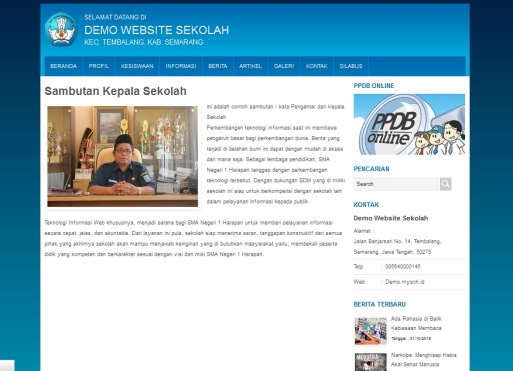 SELAMAT DATANG DI
DEMO WEBSITE SEKOLAH
KEC. TEMBALANG. KAB. SEMARANG
BERANDA PROFIL KESISWAAN INFORMASI BERITA ARTIKEL GALERI KONTAK SILABUS
Sambutan Kepala Sekolah
ini adalah contoh sambutan / kata Pengantar dari Kepala
Sekolah
Perkembangan teknologi informasi saat ini membawa
pengaruh besar bagi perkembangan dunia. Berita yang
terjadi di belahan bumi ini dapat dengan mudah di akses
dari mana saja. Sebagai lembaga pendidikan, SMA
Negeri 1 Harapan tanggap dengan perkembangan
teknologi tersebut. Dengan dukungan SDM yang di miliki
sekolah ini siap untuk berkompetisi dengan sekolah lain
dalam pelayanan informasi kepada publik.
Teknologi Informasi Web khususnya, menjadi sarana bagi SMA Negeri 1 Harapan untuk memberi pelayanan informasi
secara cepat, jelas, dan akuntable. Dari layanan ini pula, sekolah siap menerima saran, tanggapan konstruktif dari semua
pihak yang akhirnya sekolah akan mampu menjawab keinginan yang di butuhkan masyarakat yaitu; membekali peserta
didik yang kompeten dan berkarakter sesuai dengan visi dan misi SMA Negeri 1 Harapan.
PPDB ONLINE
PPDB
online
PENCARIAN
Search
KONTAK
Demo Website Sekolah
Alamat :
Jalan Banjarsari No. 14, Tembalang,
Semarang, Jawa Tengah, 50275
Telp. : 085640000145
Web : Demo.mysch.id
BERITA TERBARU
Ada Rahasia di Balik
Kebiasaan Membaca
Tanggal : 31/10/2015
Narkoba: Menghisap Habis
Akal Sehat Manusia
MERDEKA